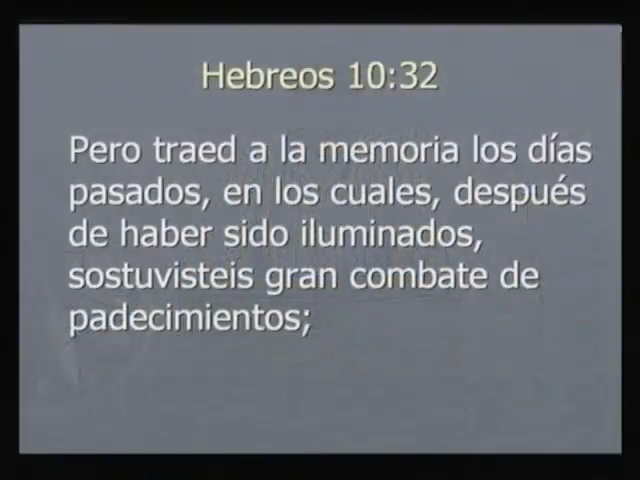 Hebreos 10:32
Pero traed a la memoria los días
pasados, en los cuales, después
de haber sido iluminados,
sostuvisteis gran combate de
padecimientos;